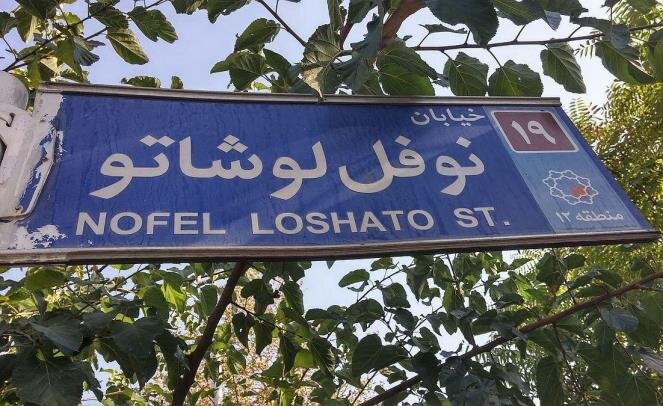 خیابان
نوفل لوشاتو
NOFEL LOSHATO ST.
۱۹
منطقه ۱۲